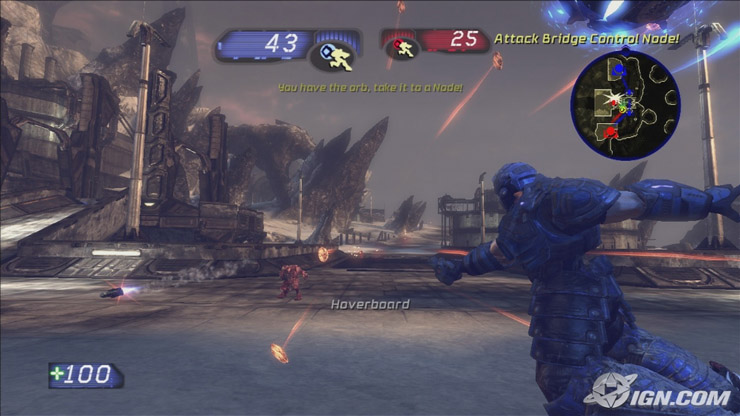 43
25
Attack Bridge Control Node!
You have the orb, take it to a Node!
Hoverboard
+100
IGN.COM